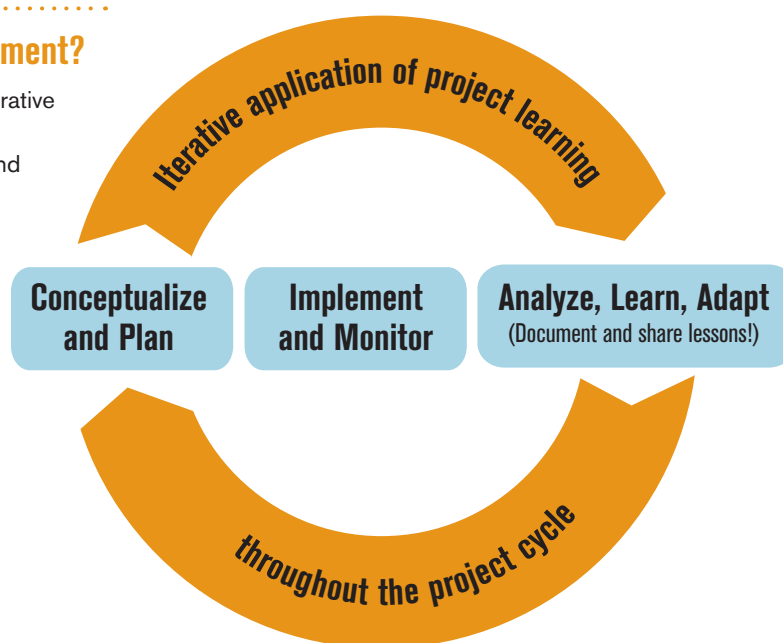 ment?
rative
nd
Iterative application of project learning
Conceptualize
and Plan
Implement
and Monitor
Analyze, Learn, Adapt
(Document and share lessons!)
throughout the project cycle